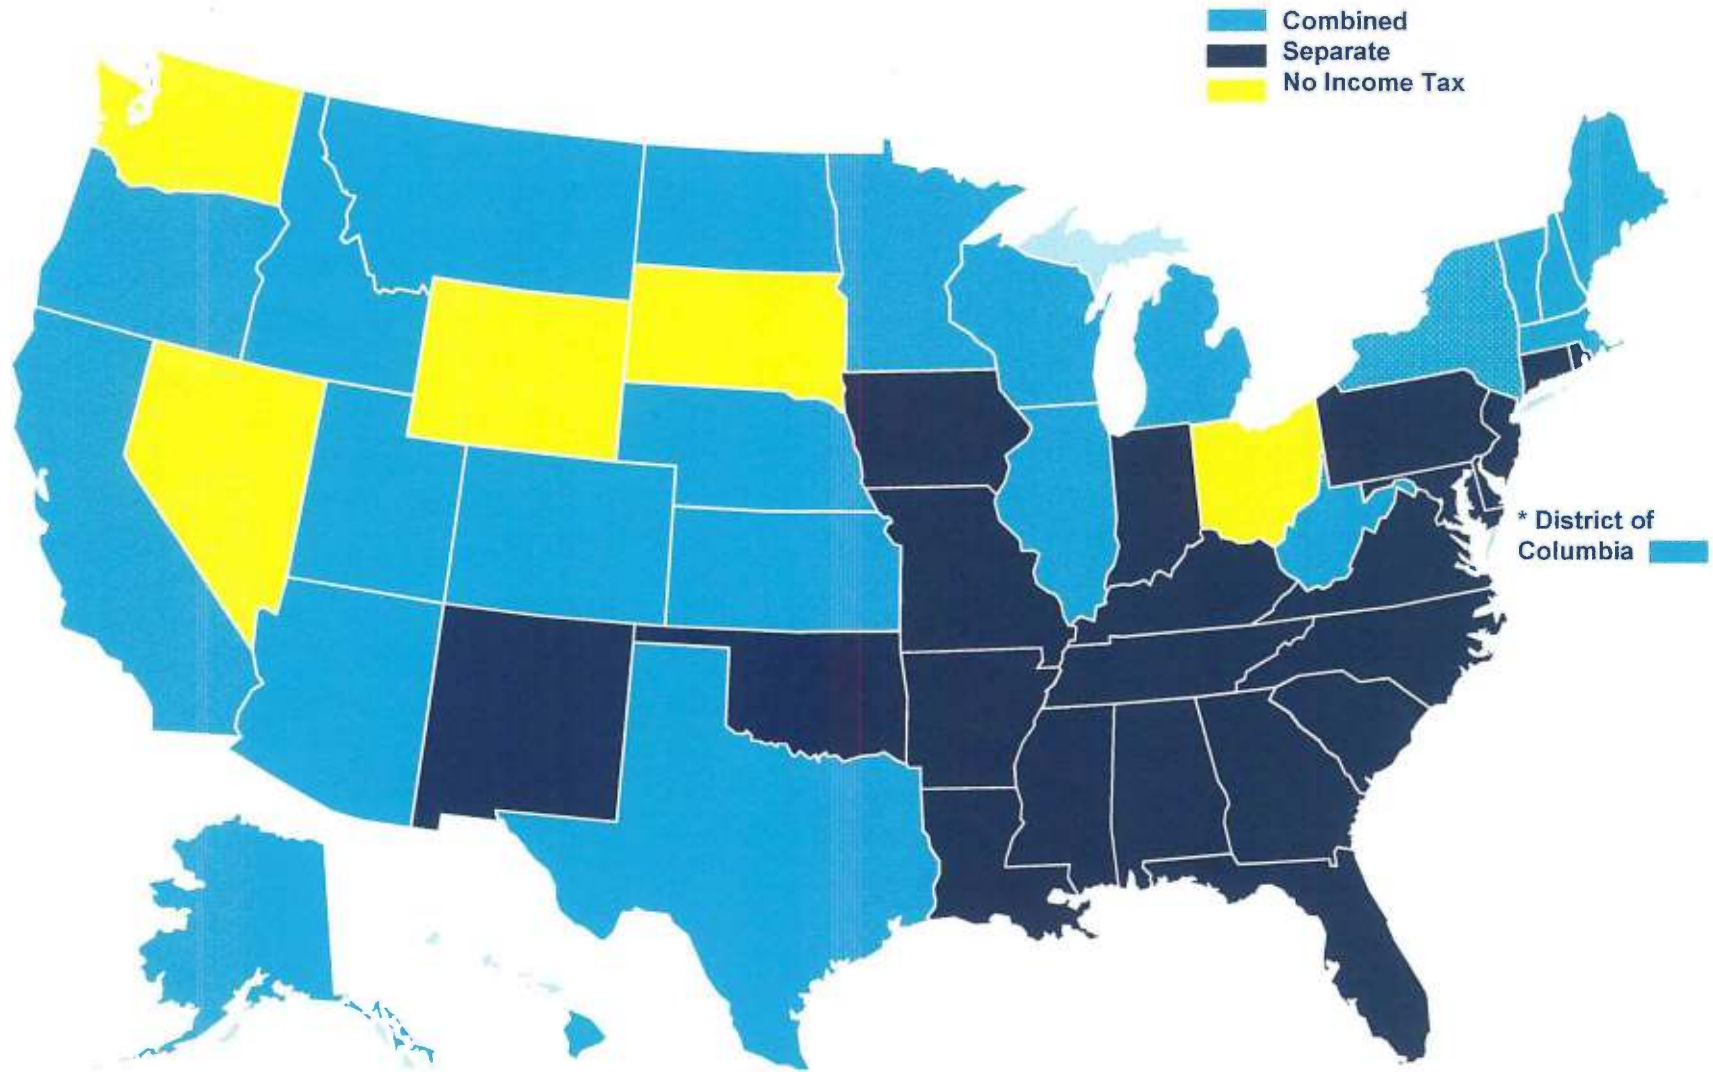 Combined
Separate
No Income Tax
* District of
Columbia